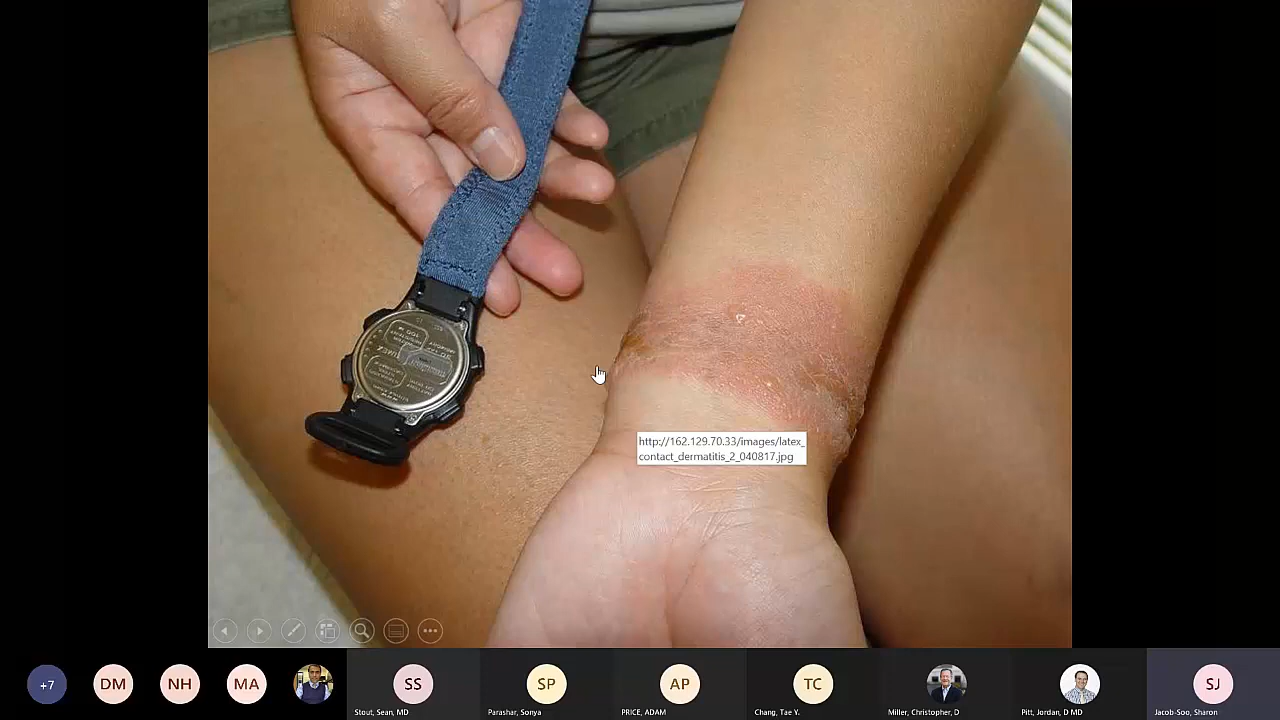 http://162.129.70.33/images/latex_
contact_dermatitis_2_040817.jpg
+7
DM
NH
MA
SS
SP
AP
TC
SJ
Stout, Sean, MD
Parashar, Sonya
PRICE, ADAM
Chang, Tae Y.
Miller, Christopher, D
Pitt, Jordan, D MD
Jacob-Soo, Sharon